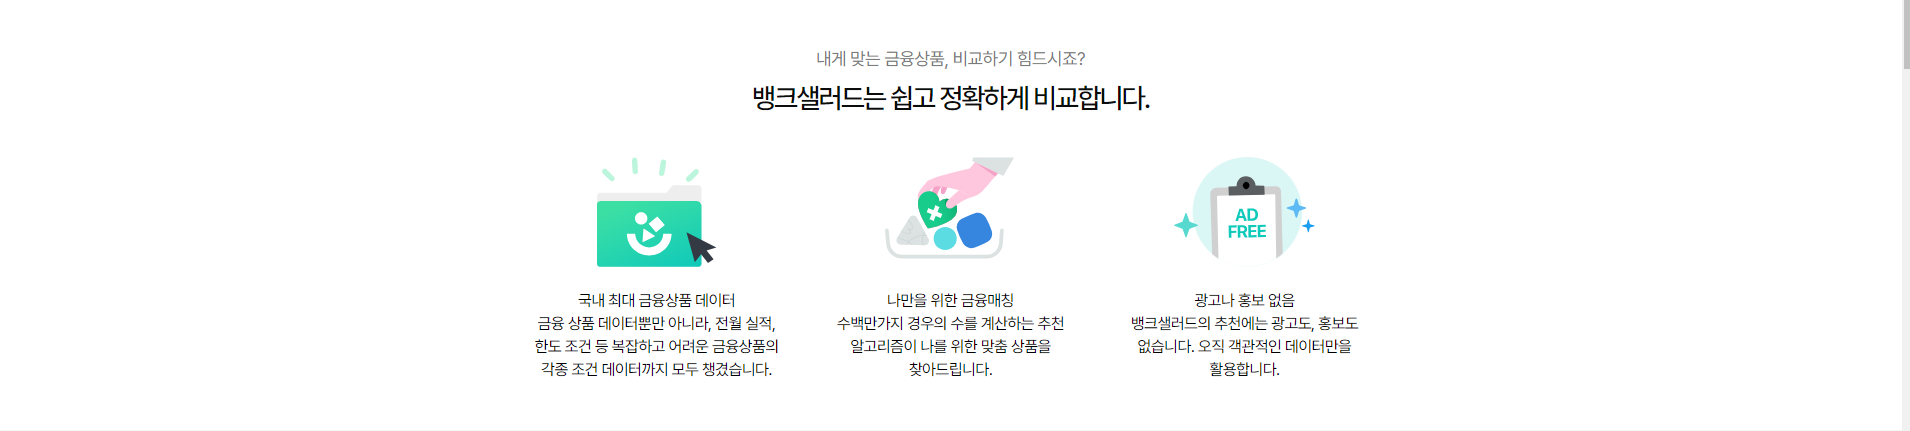 내게 맞는 금융상품, 비교하기 힘드시죠?
뱅크샐러드는 쉽고 정확하게 비교합니다.
AD
FREE
국내 최대 금융상품 데이터
금융 상품 데이터뿐만 아니라, 전월 실적,
한도 조건 등 복잡하고 어려운 금융상품의
각종 조건 데이터까지 모두 챙겼습니다.
나만을 위한 금융매칭
수백만가지 경우의 수를 계산하는 추천
알고리즘이 나를 위한 맞춤 상품을
찾아드립니다.
광고나 홍보 없음
뱅크샐러드의 추천에는 광고도, 홍보도
없습니다. 오직 객관적인 데이터만을
활용합니다.